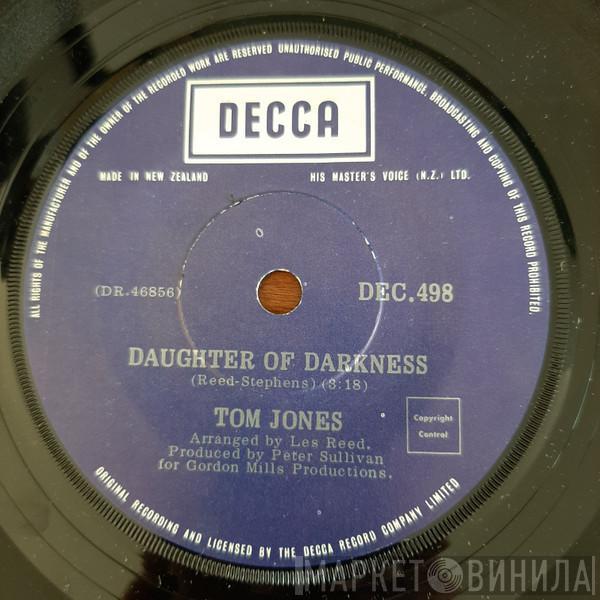 ALL RIGHTS OF THE MANUFACTURER AND OF THE OWNER OF THE RECORDED WORK ARE RESERVED UNAUTHORISED PUBLIC PERFORMANCE, BROADCASTING AND COPYING OF THIS RECORD PROHIBITED.
DECCA
MADE IN NEW ZEALAND
HIS MASTER'S VOICE (N.Z.) LTD.
(DR.46856)
DEC.498
DAUGHTER OF DARKNESS
(Reed-Stephens) (3:18)
TOM JONES
Arranged by Les Reed.
Produced by Peter Sullivan
for Gordon Mills Productions.
Copyright
Control
ORIGINAL RECORDING AND LICENSED BY THE DECCA RECORD COMPANY LIMITED
МАРКЕТ ВИНИЛА